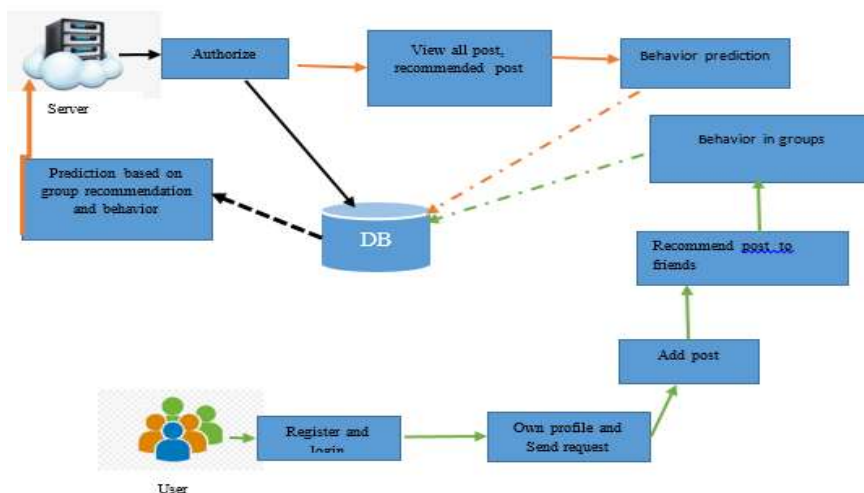 Authorize
View all post,
recommended post
Behavior prediction
Server
Behavior in groups
Prediction based on
group recommendation
and behavior
DB
Recommend post to
friends
Add post
Register and
login
Own profile and
Send request
User